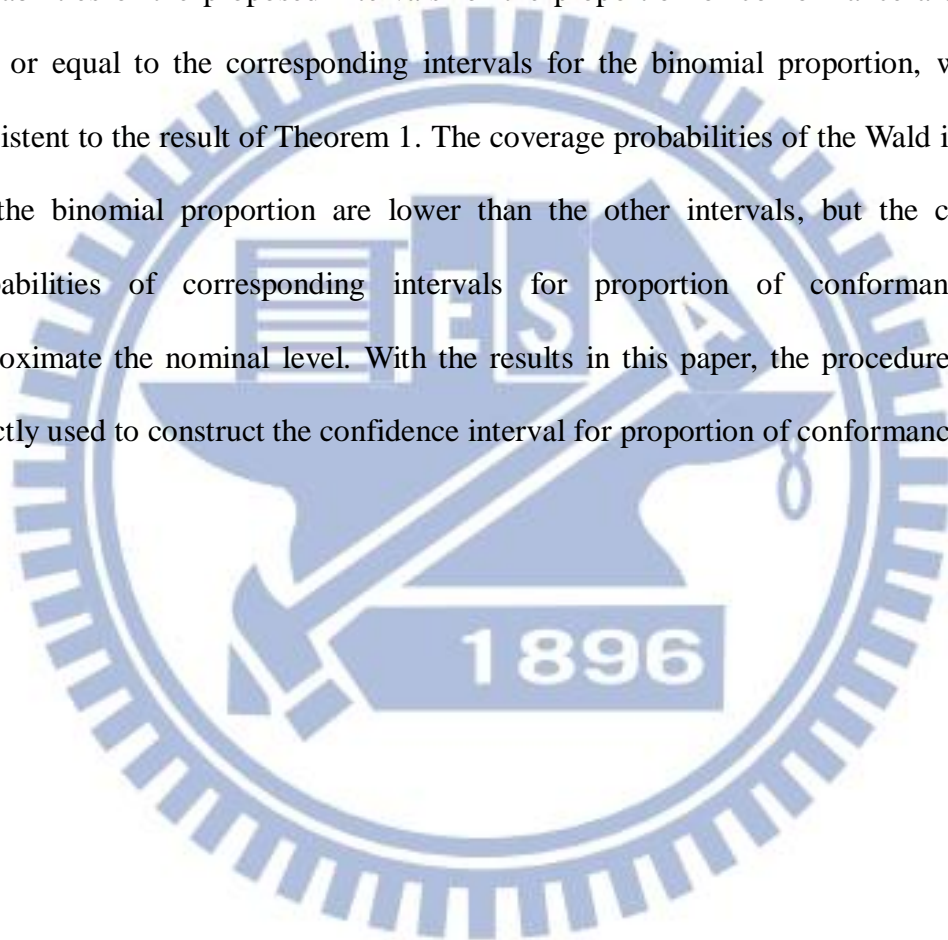 or equal to the corresponding intervals for the binomial proportion, w
istent to the result of Theorem 1. The coverage probabilities of the Wald i
the binomial proportion are lower than the other intervals, but the c
abilities of corresponding intervals for proportion of conforman
oximate the nominal level. With the results in this paper, the procedure
ctly used to construct the confidence interval for proportion of conformanc
E S A
1896